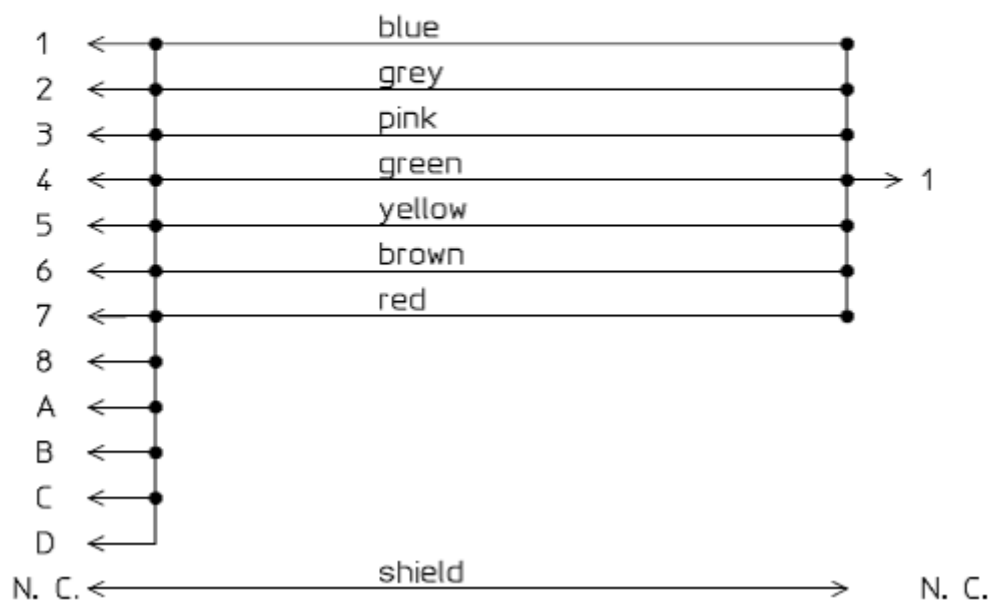 blue
1
grey
2
pink
3
green
4 1
yellow
5
brown
6
red
7
8
A
B
C
D
shield
N. C. N. C.